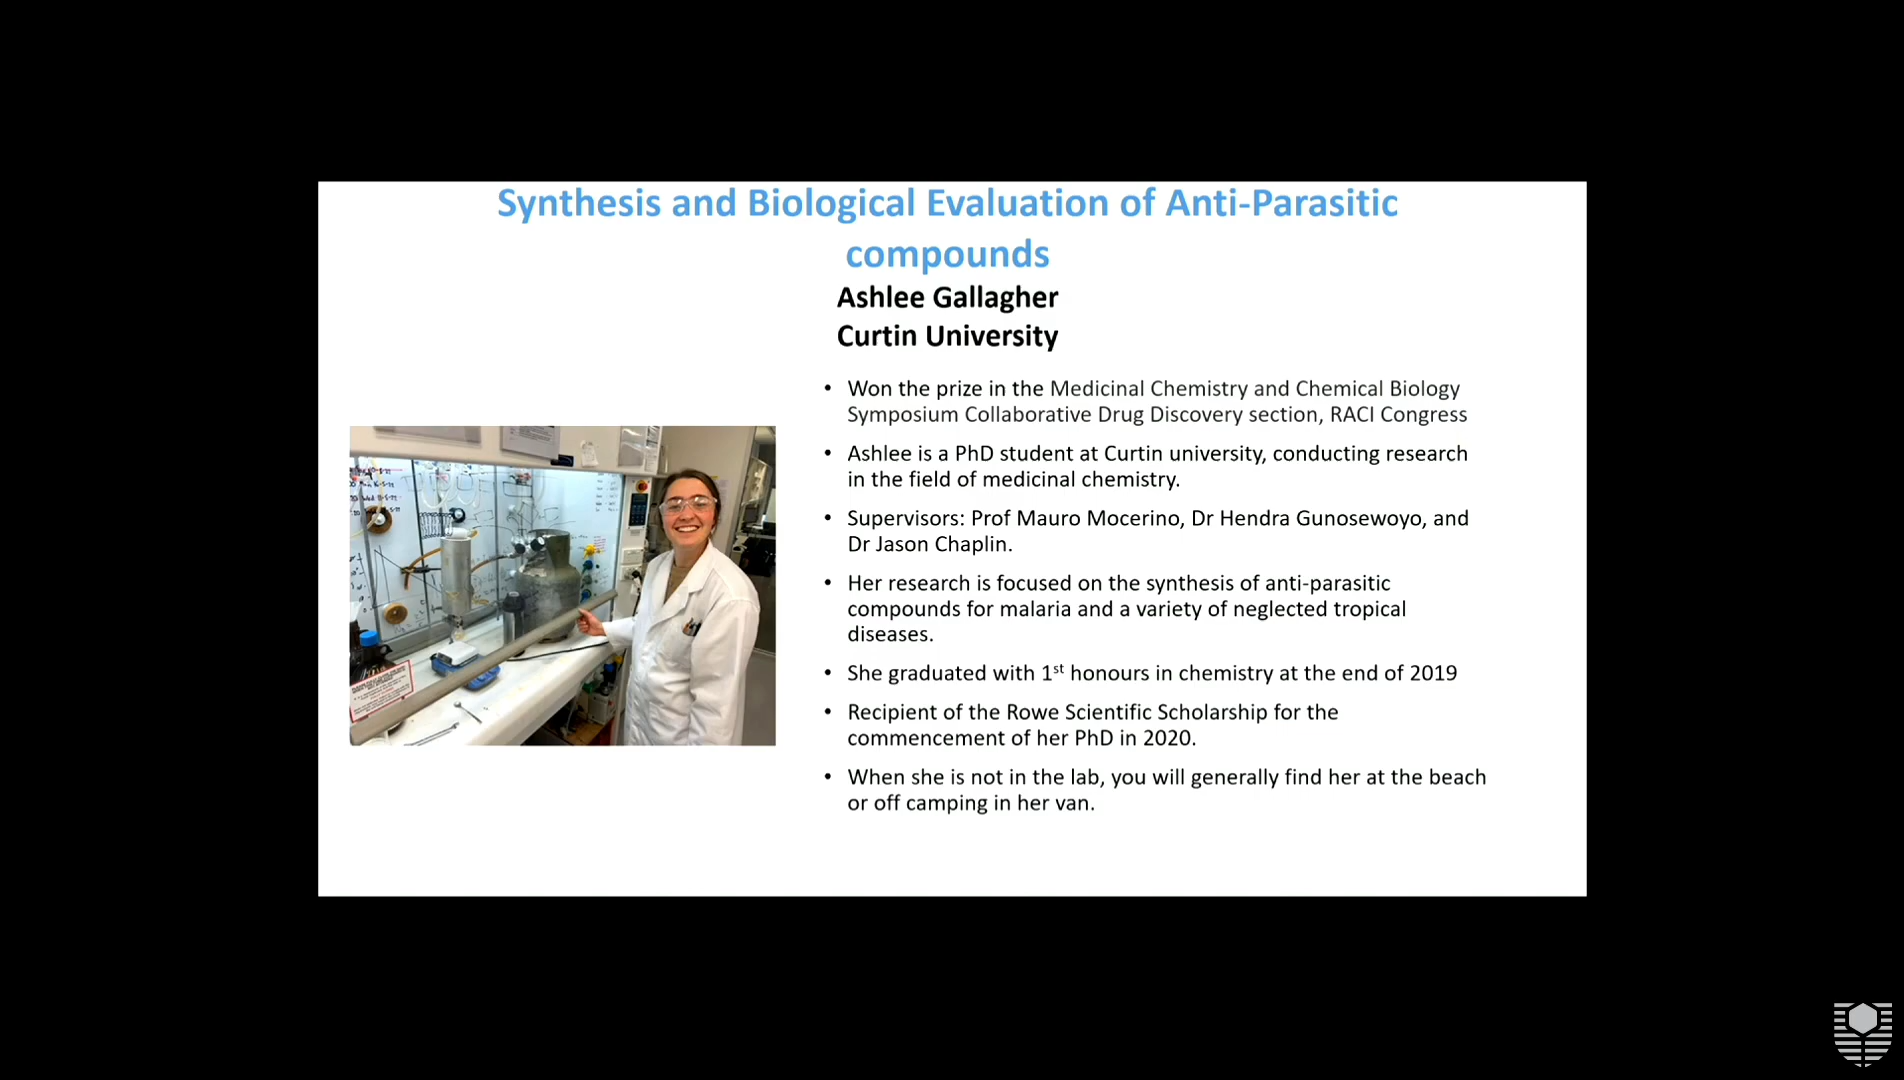 Synthesis and Biological Evaluation of Anti-Parasitic
compounds
Ashlee Gallagher
Curtin University
• Won the prize in the Medicinal Chemistry and Chemical Biology
Symposium Collaborative Drug Discovery section, RACI Congress
• Ashlee is a PhD student at Curtin university, conducting research
in the field of medicinal chemistry.
• Supervisors: Prof Mauro Mocerino, Dr Hendra Gunosewoyo, and
Dr Jason Chaplin.
• Her research is focused on the synthesis of anti-parasitic
compounds for malaria and a variety of neglected tropical
diseases.
• She graduated with 1st honours in chemistry at the end of 2019
• Recipient of the Rowe Scientific Scholarship for the
commencement of her PhD in 2020.
• When she is not in the lab, you will generally find her at the beach
or off camping in her van.